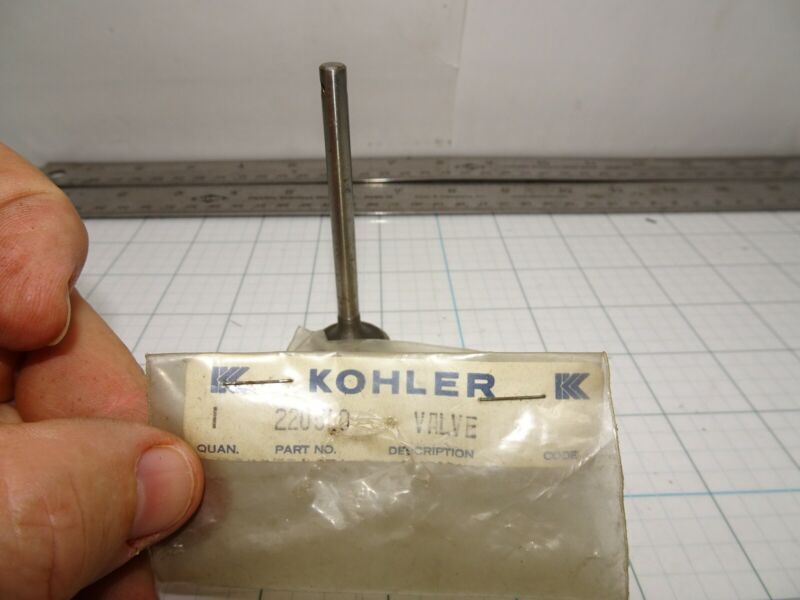 KOHLER
1 VALVE
QUAN. PART NO. DESCRIPTION CODE